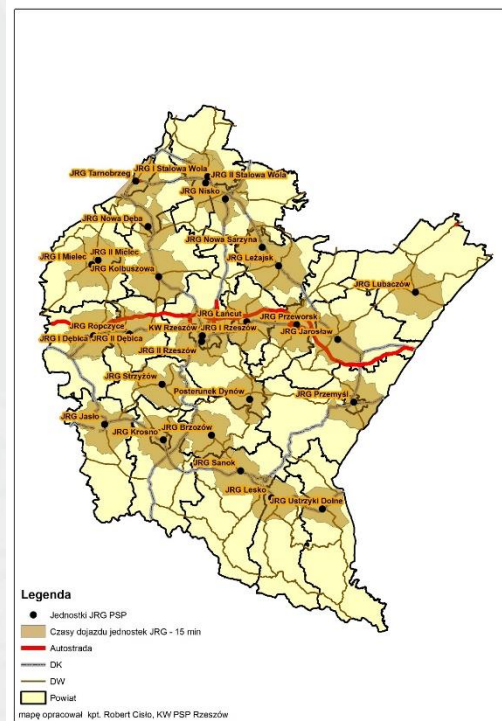 JRG I Stalowa Wola
JRG II Stalowa Wola
JRG Tarnobrzeg
JRG Nisko
JRG Nowa Dęba
JRG Nowa Sarzyna
JRG II Mielec
JRG I Mielec
JRG Leżajsk
JRG Kolbuszowa
JRG Lubaczów
JRG Łańcut
JRG Przeworsk
JRG Ropczyce
KW Rzeszów
JRG I Rzeszów
JRG Jarosław
JRG I Dębica
JRG II Dębica
JRG II Rzeszów
JRG Strzyżów
Posterunek Dynów
JRG Przemyśl
JRG Jasło
JRG Brzozów
JRG Krosno
JRG Sanok
JRG Lesko
JRG Ustrzyki Dolne
Legenda
Jednostki JRG PSP
Czasy dojazdu jednostek JRG - 15 min
Autostrada
DK
DW
Powiat
mapę opracował kpt. Robert Cisło, KW PSP Rzeszów